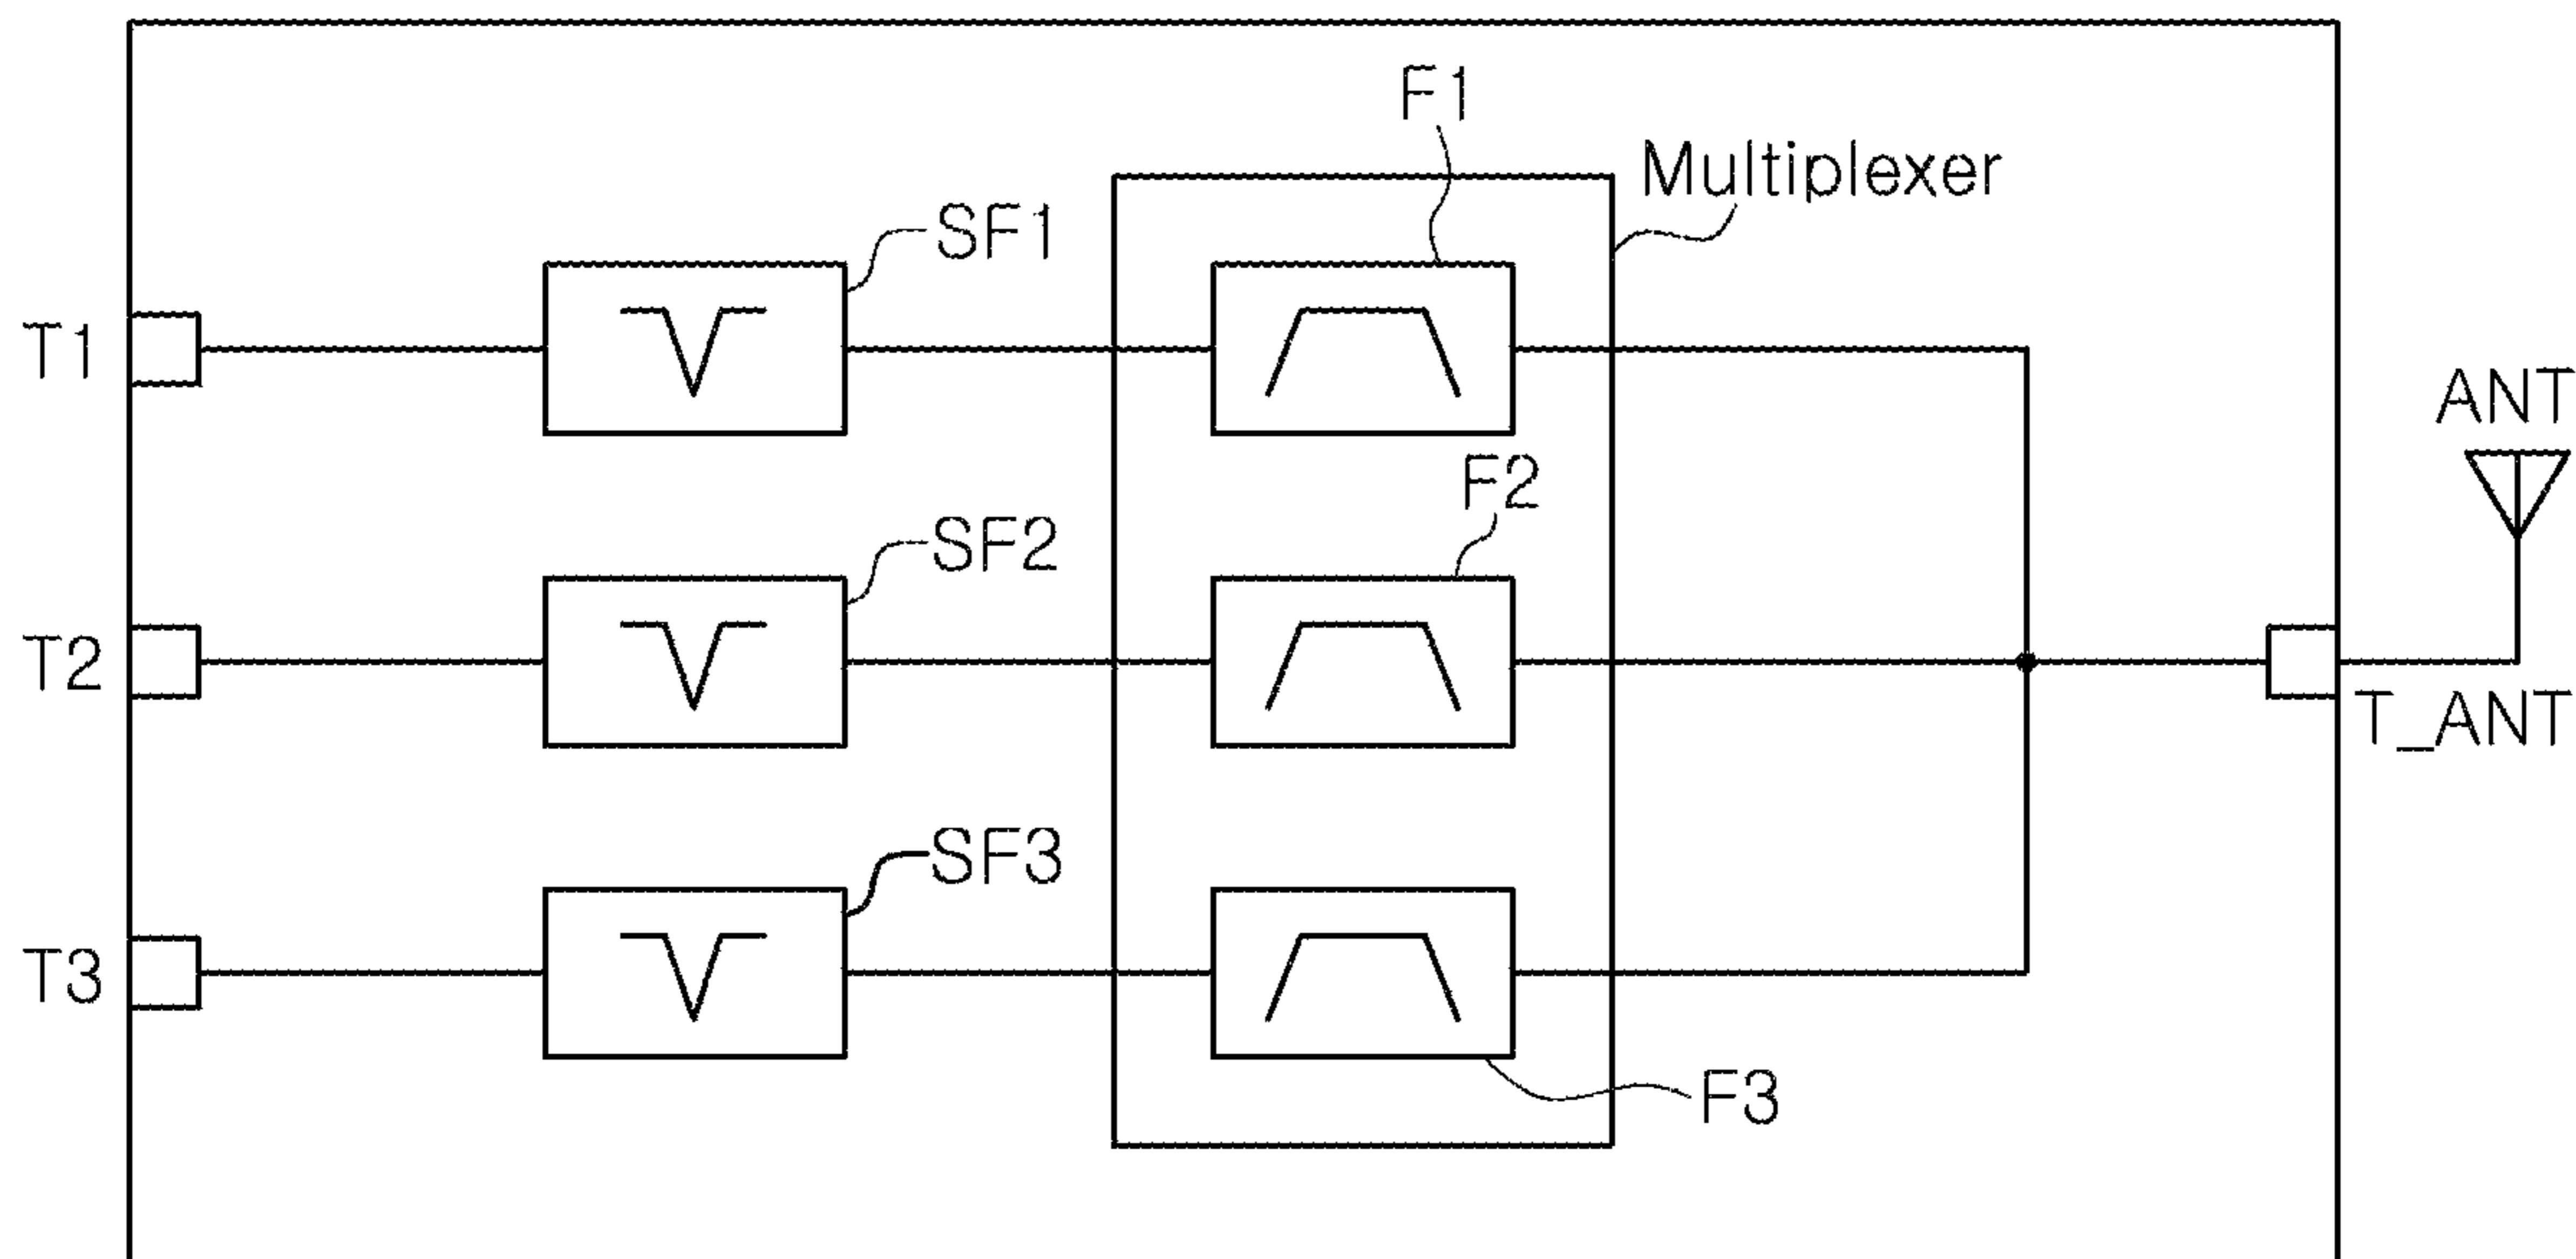 F1
Multiplexer
SF1
T1
ANT
F2
SF2
T2
T_ANT
SF3
T3
F3